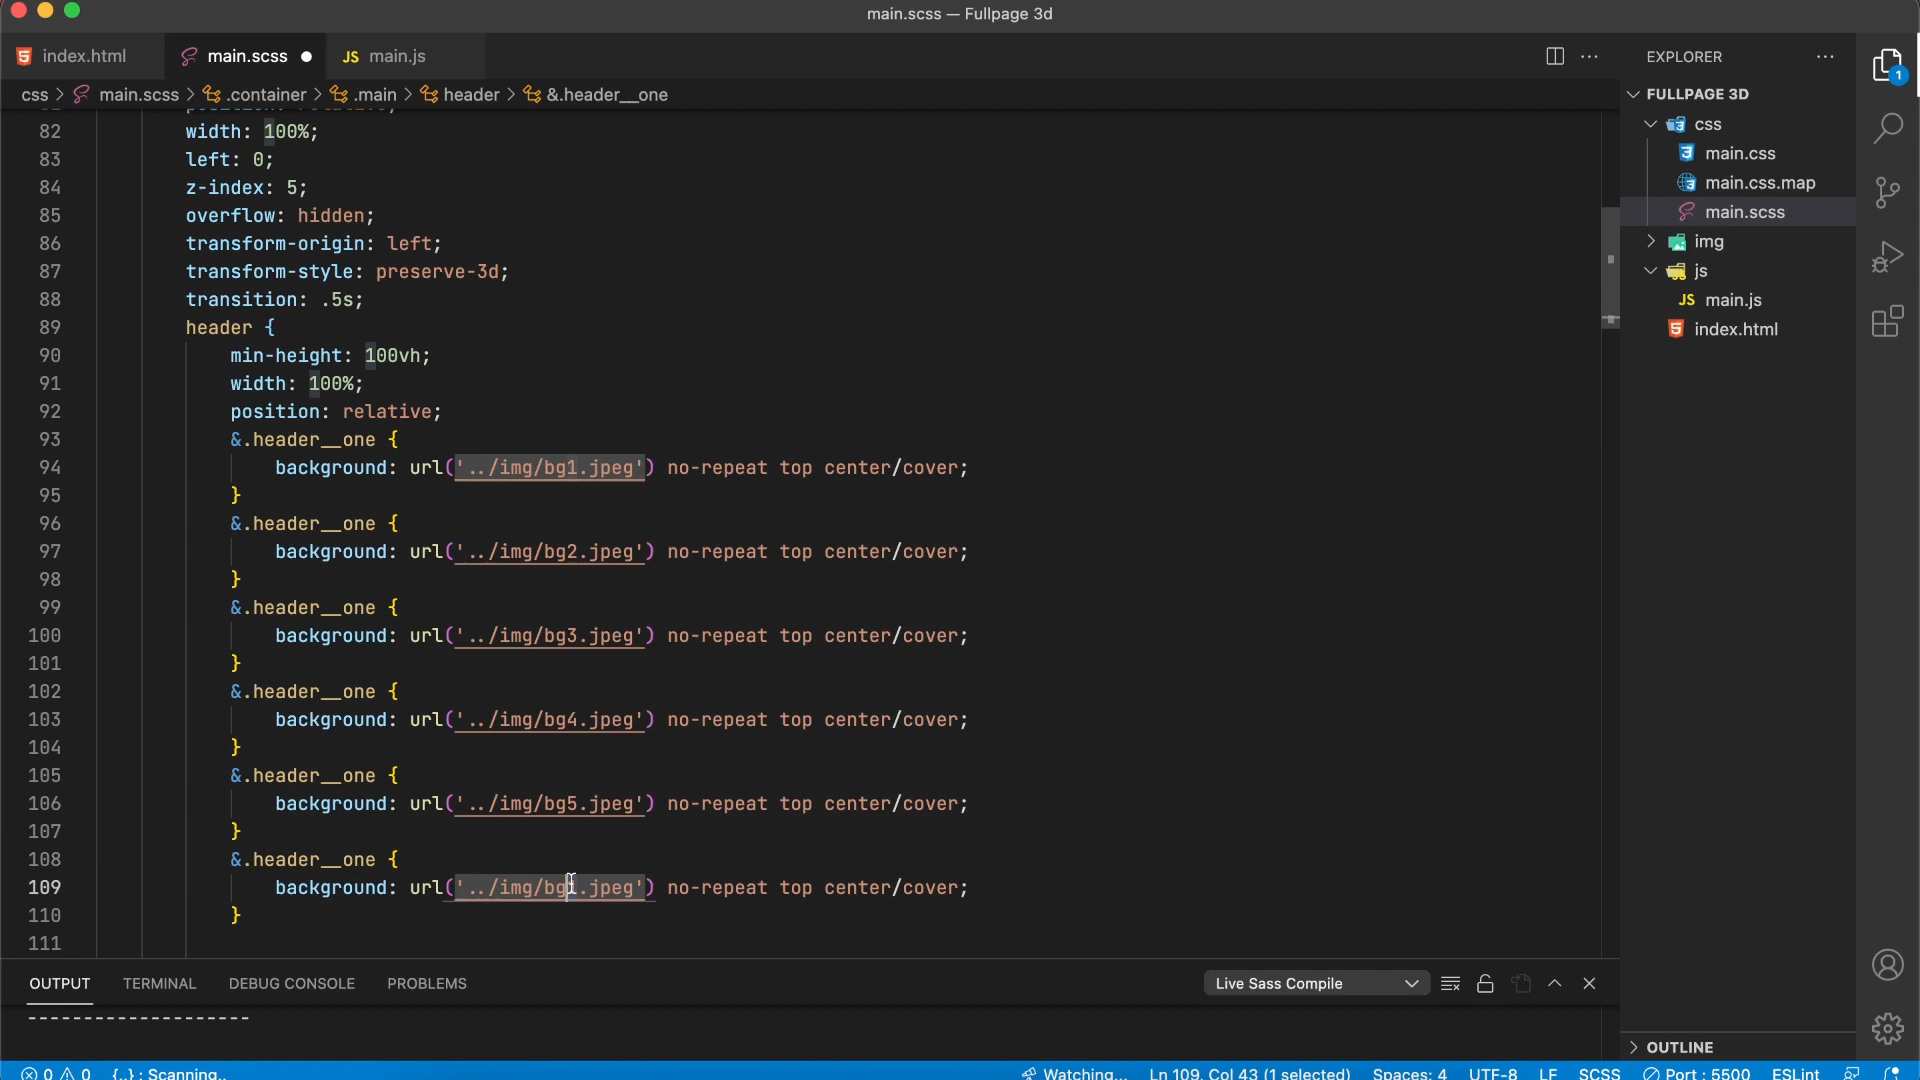 main.scss — Fullpage 3d
index.html
main.scss
JS main.js
EXPLORER
css > main.scss > .container > .main > header > &.header__one
FULLPAGE 3D
css
main.css
main.css.map
main.scss
img
js
JS main.js
index.html
82 width: 100%;
83 left: 0;
84 z-index: 5;
85 overflow: hidden;
86 transform-origin: left;
87 transform-style: preserve-3d;
88 transition: .5s;
89 header {
90 min-height: 100vh;
91 width: 100%;
92 position: relative;
93 &.header__one {
94 background: url('../img/bg1.jpeg') no-repeat top center/cover;
95 }
96 &.header__one {
97 background: url('../img/bg2.jpeg') no-repeat top center/cover;
98 }
99 &.header__one {
100 background: url('../img/bg3.jpeg') no-repeat top center/cover;
101 }
102 &.header__one {
103 background: url('../img/bg4.jpeg') no-repeat top center/cover;
104 }
105 &.header__one {
106 background: url('../img/bg5.jpeg') no-repeat top center/cover;
107 }
108 &.header__one {
109 background: url('../img/bg1.jpeg') no-repeat top center/cover;
110 }
111
OUTPUT TERMINAL DEBUG CONSOLE PROBLEMS
Live Sass Compile
--------------------
OUTLINE
0 0 {..} : Scanning..
Watching... Ln 109, Col 43 (1 selected) Spaces: 4 UTF-8 LF SCSS Port : 5500 ESLint
1